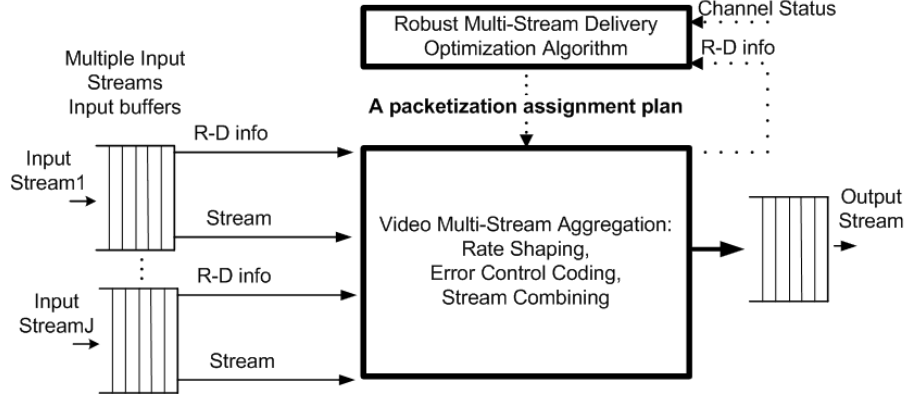 Channel Status
Robust Multi-Stream Delivery
Optimization Algorithm
R-D info
Multiple Input
Streams
Input buffers
A packetization assignment plan
R-D info
Input
Stream1
Stream
Video Multi-Stream Aggregation:
Rate Shaping,
Error Control Coding,
Stream Combining
Output
Stream
R-D info
Input
StreamJ
Stream